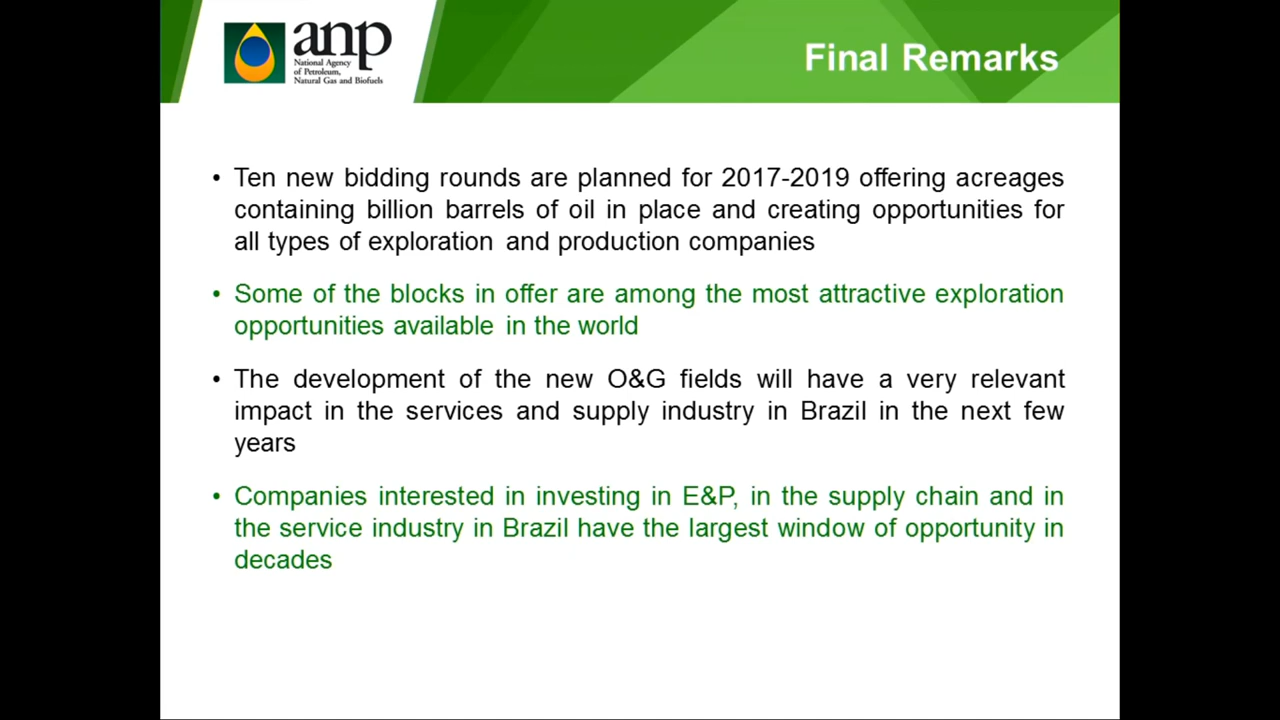 anp
National Agency
of Petroleum,
Natural Gas and Biofuels
Final Remarks
• Ten new bidding rounds are planned for 2017-2019 offering acreages
containing billion barrels of oil in place and creating opportunities for
all types of exploration and production companies
• Some of the blocks in offer are among the most attractive exploration
opportunities available in the world
• The development of the new O&G fields will have a very relevant
impact in the services and supply industry in Brazil in the next few
years
• Companies interested in investing in E&P, in the supply chain and in
the service industry in Brazil have the largest window of opportunity in
decades